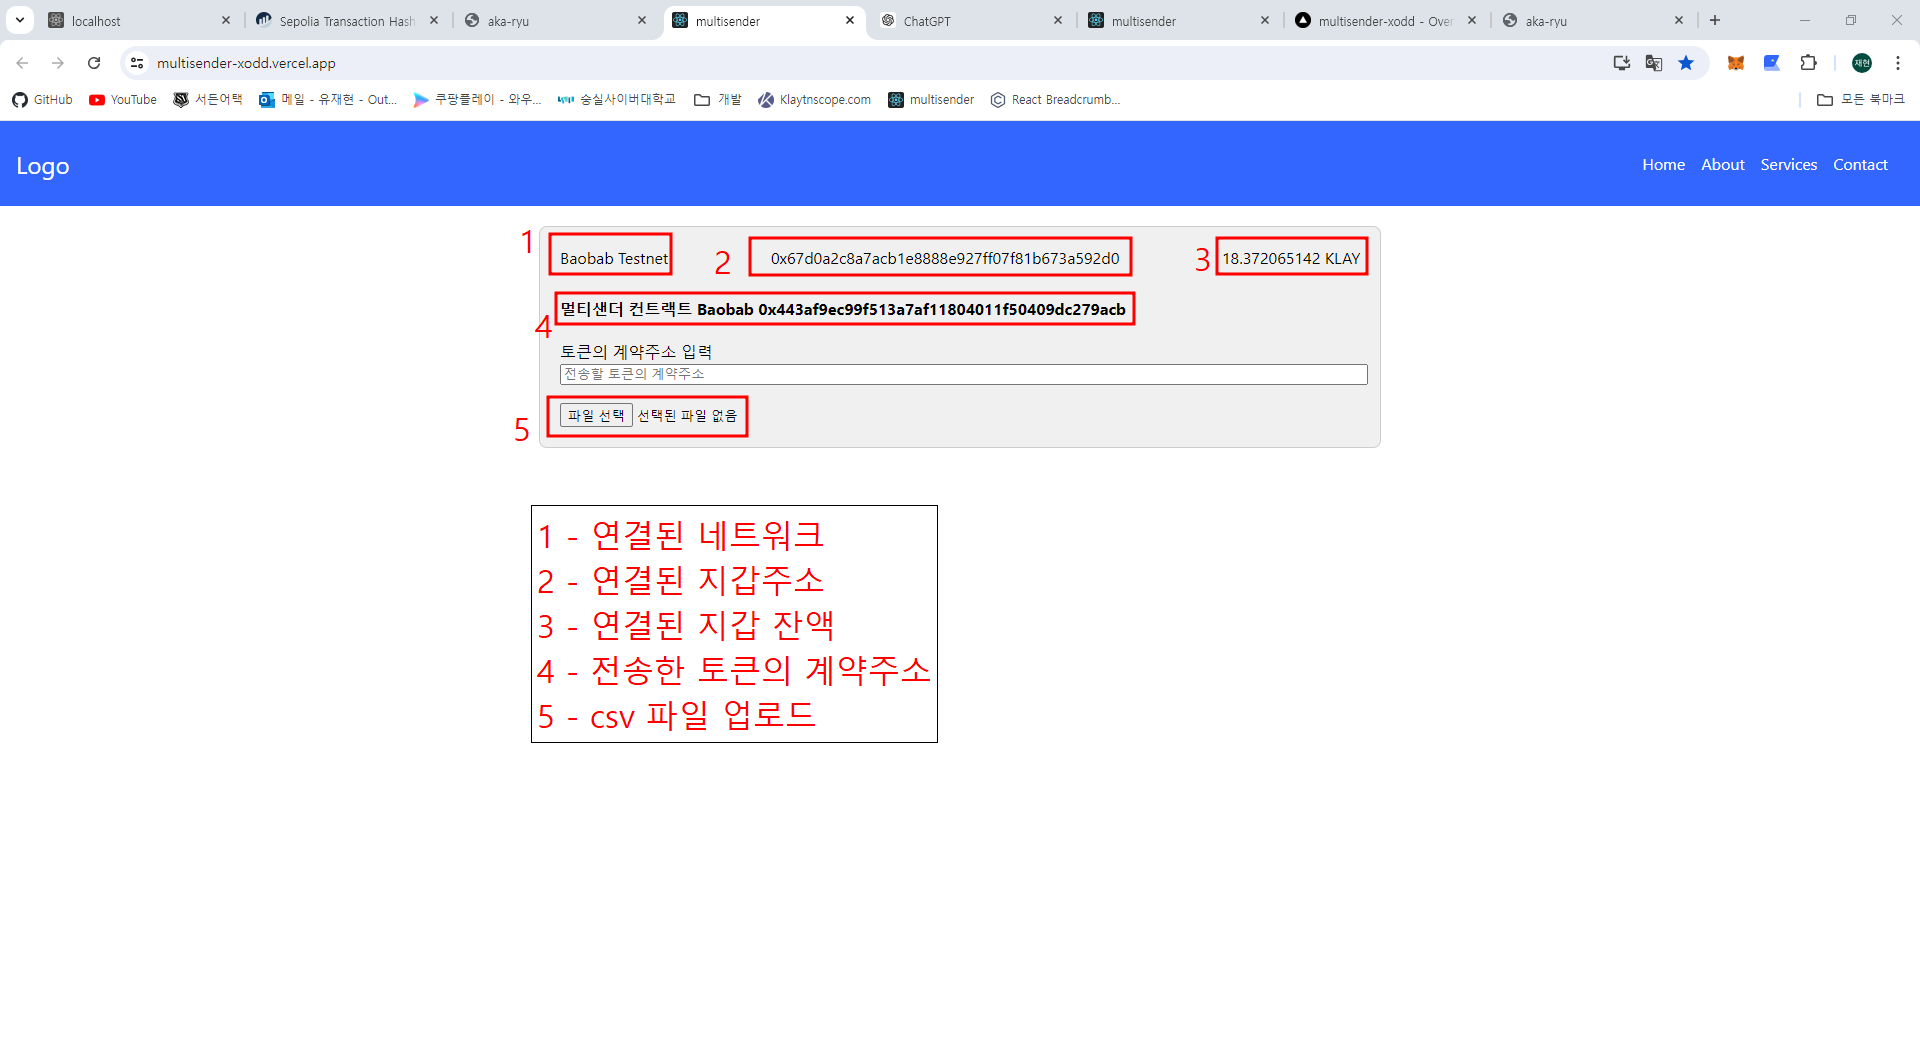 localhost
Sepolia Transaction Hash
aka-ryu
multisender
ChatGPT
multisender
multisender-xodd - Over
aka-ryu
multisender-xodd.vercel.app
재현
GitHub
YouTube
서든어택
메일 - 유재현 - Out...
쿠팡플레이 - 와우...
숭실사이버대학교
개발
Klaytnscope.com
multisender
React Breadcrumb...
모든 북마크
Logo
Home
About
Services
Contact
1
Baobab Testnet
2
0x67d0a2c8a7acb1e8888e927ff07f81b673a592d0
3
18.372065142 KLAY
4
멀티샌더 컨트랙트 Baobab 0x443af9ec99f513a7af11804011f50409dc279acb
토큰의 계약주소 입력
전송할 토큰의 계약주소
5
파일 선택 선택된 파일 없음
1 - 연결된 네트워크
2 - 연결된 지갑주소
3 - 연결된 지갑 잔액
4 - 전송한 토큰의 계약주소
5 - csv 파일 업로드